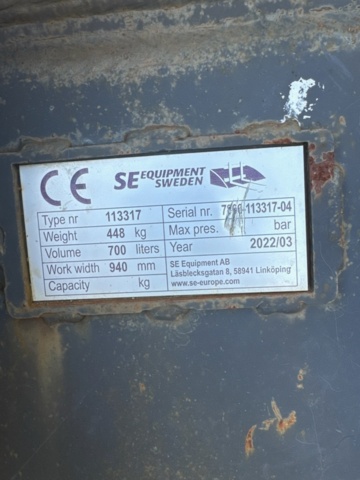 CE SE EQUIPMENT SWEDEN
Type nr 113317 Serial nr. -113317-04
Weight 448 kg Max pres. bar
Volume 700 liters Year 2022/03
Work width 940 mm SE Equipment AB
Läsblecksgatan 8, 58941 Linköping
Capacity kg www.se-europe.com